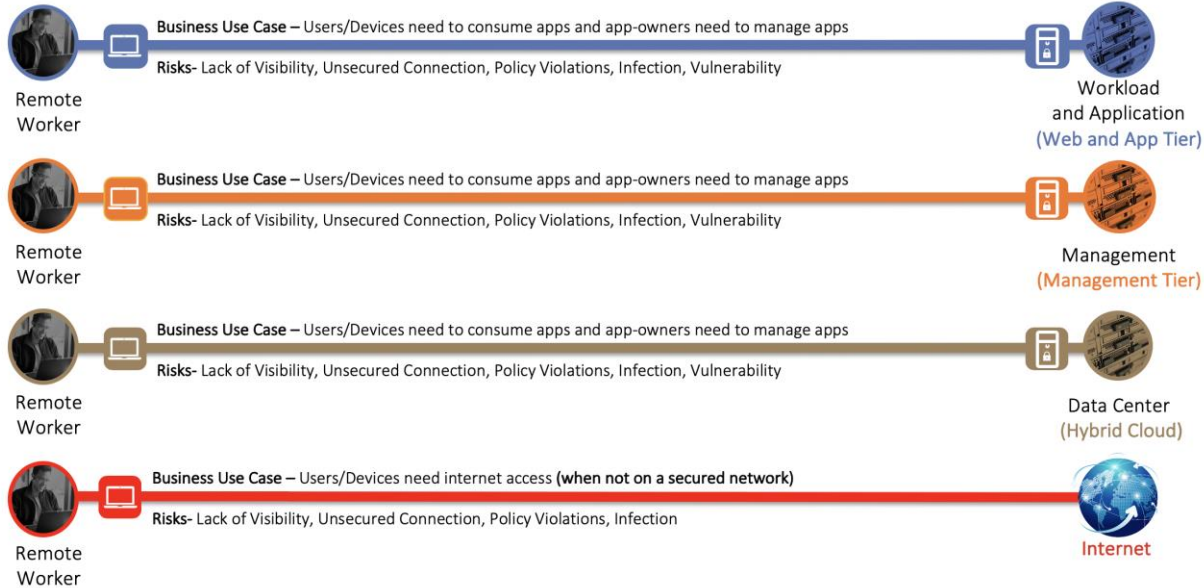 Business Use Case – Users/Devices need to consume apps and app-owners need to manage apps
Risks- Lack of Visibility, Unsecured Connection, Policy Violations, Infection, Vulnerability
Remote
Worker
Workload
and Application
(Web and App Tier)
Business Use Case – Users/Devices need to consume apps and app-owners need to manage apps
Risks- Lack of Visibility, Unsecured Connection, Policy Violations, Infection, Vulnerability
Remote
Worker
Management
(Management Tier)
Business Use Case – Users/Devices need to consume apps and app-owners need to manage apps
Risks- Lack of Visibility, Unsecured Connection, Policy Violations, Infection, Vulnerability
Remote
Worker
Data Center
(Hybrid Cloud)
Business Use Case – Users/Devices need internet access (when not on a secured network)
Risks- Lack of Visibility, Unsecured Connection, Policy Violations, Infection
Remote
Worker
Internet